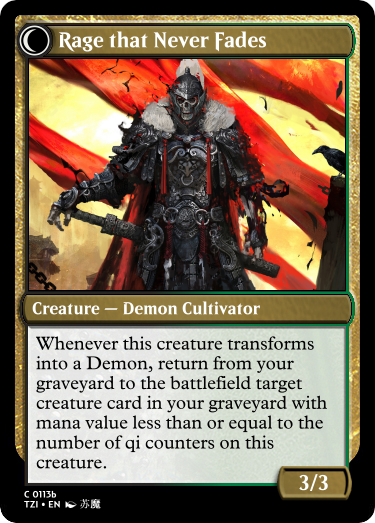 Rage that Never Fades
Creature — Demon Cultivator
Whenever this creature transforms
into a Demon, return from your
graveyard to the battlefield target
creature card in your graveyard with
mana value less than or equal to the
number of qi counters on this
creature.
3/3
C 0113b
TZI • EN 苏魔